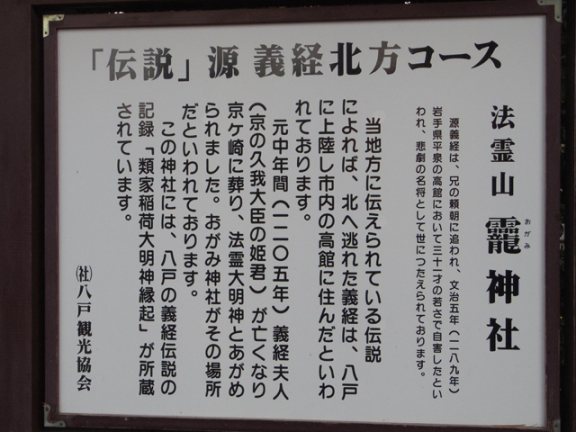 「伝説」源 義経北方コース
法霊山 龗神社
おがみ
源義経は、兄の頼朝に追われ、文治五年(一一八九年)
岩手県平泉の高館において三十一才の若さで自害したとい
われ、悲劇の名将として世につたえられております。
当地方に伝えられている伝説
によれば、北へ逃れた義経は、八戸
に上陸し市内の高館に住んだといわ
れております。
元中年間(一二〇五年)義経夫人
(京の久我大臣の姫君)が亡くなり
京ヶ崎に葬り、法霊大明神とあがめ
られました。おがみ神社がその場所
だといわれております。
この神社には、八戸の義経伝説の
記録「類家稲荷大明神縁起」が所蔵
されています。
㈳八戸観光協会